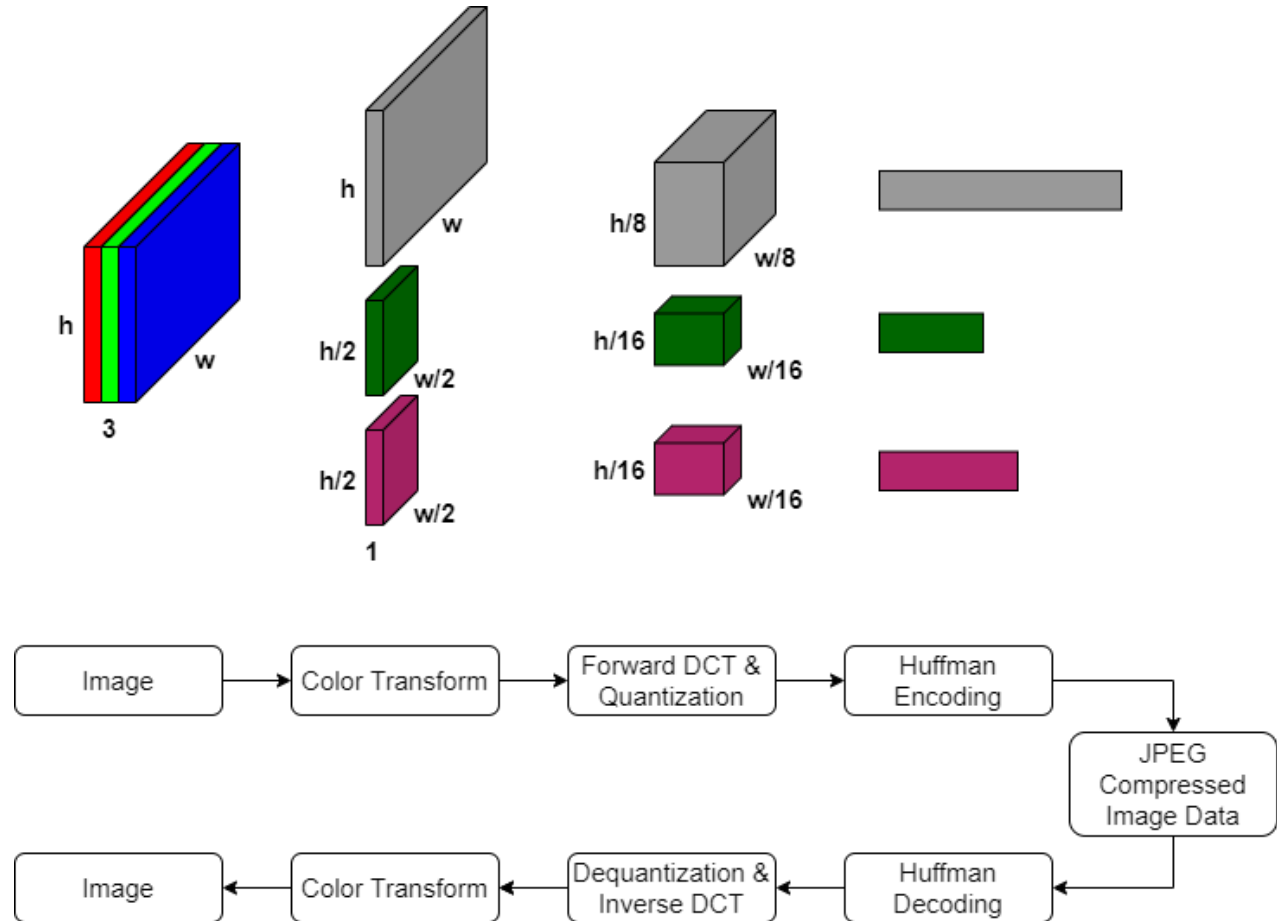 h
w
3
h
w
h/2
w/2
h/2
w/2
1
h/8
w/8
h/16
w/16
h/16
w/16
Image
Color Transform
Forward DCT &
Quantization
Huffman
Encoding
JPEG
Compressed
Image Data
Image
Color Transform
Dequantization &
Inverse DCT
Huffman
Decoding